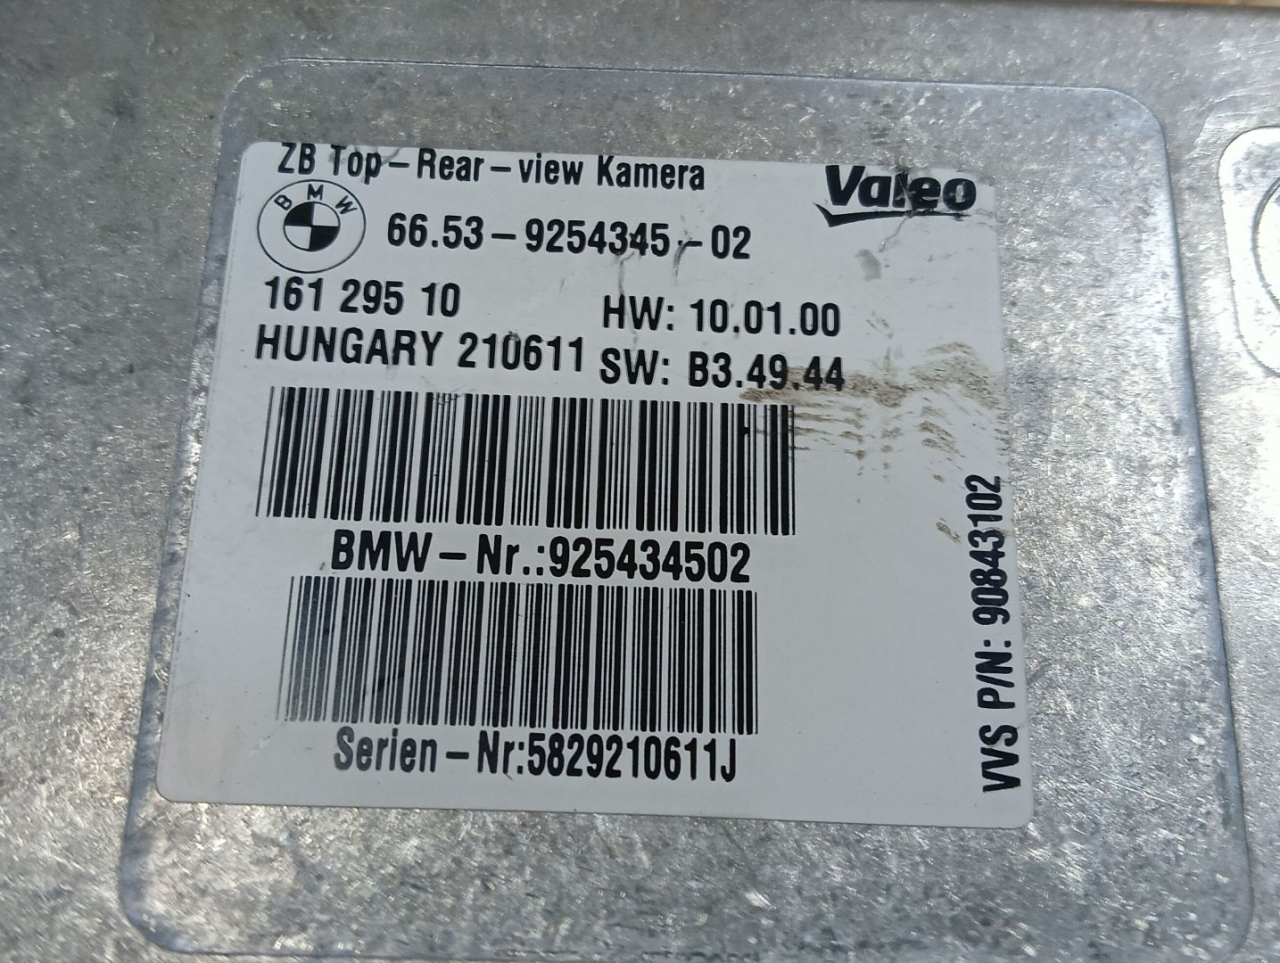 ZB Top-Rear-view Kamera
Valeo
BMW
66.53-9254345-02
161 295 10
HW: 10.01.00
HUNGARY 210611
SW: B3.49.44
BMW-Nr.:925434502
Serien-Nr:5829210611J
VVS P/N: 90843102